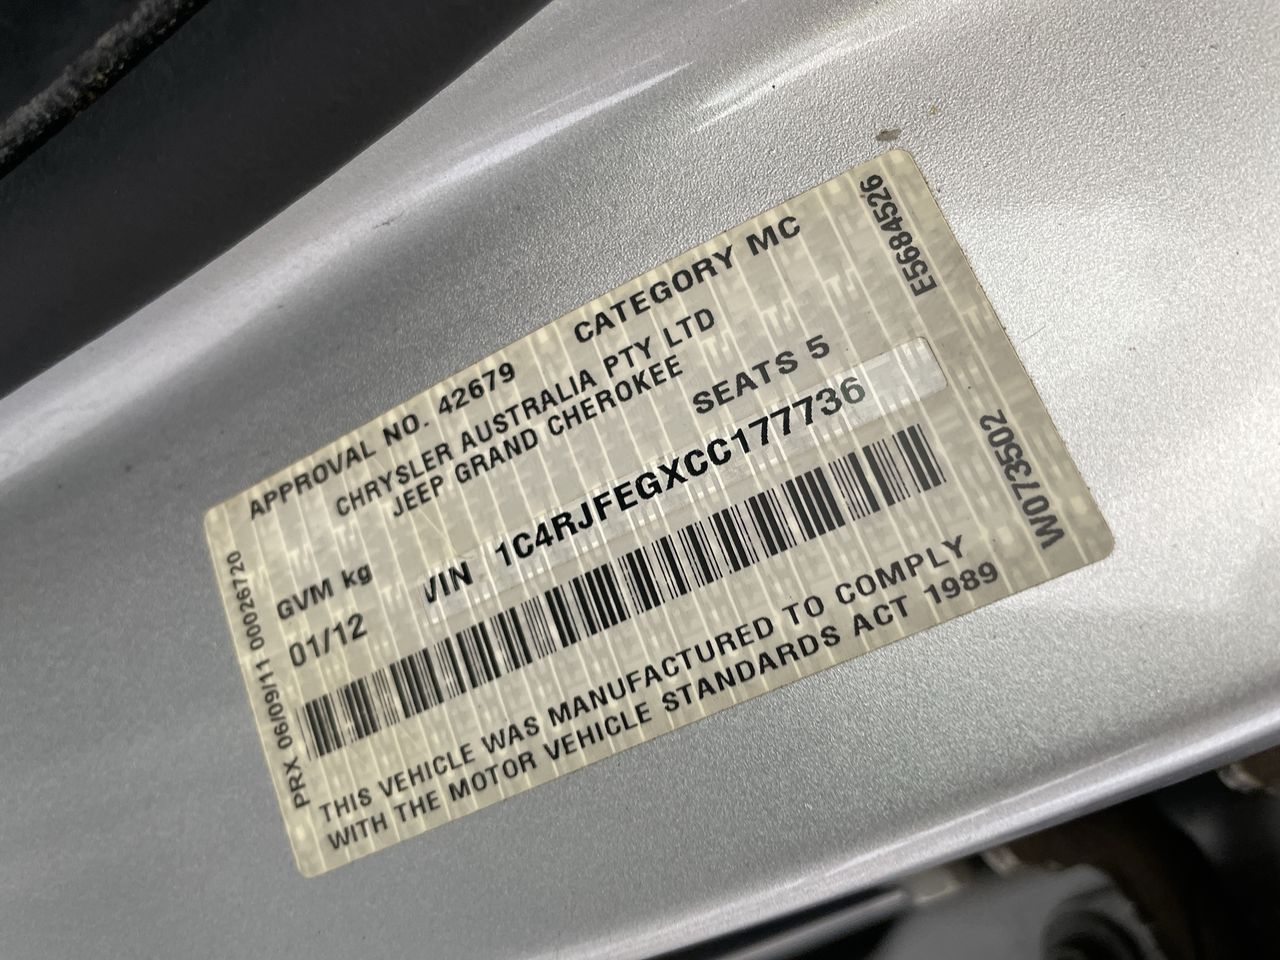 APPROVAL NO. 42679 CATEGORY MC
CHRYSLER AUSTRALIA PTY LTD
JEEP GRAND CHEROKEE
GVM kg SEATS 5
01/12 VIN 1C4RJFEGXCC177736
THIS VEHICLE WAS MANUFACTURED TO COMPLY
WITH THE MOTOR VEHICLE STANDARDS ACT 1989
PRX 06/09/11 00026720
E5684526
W073502